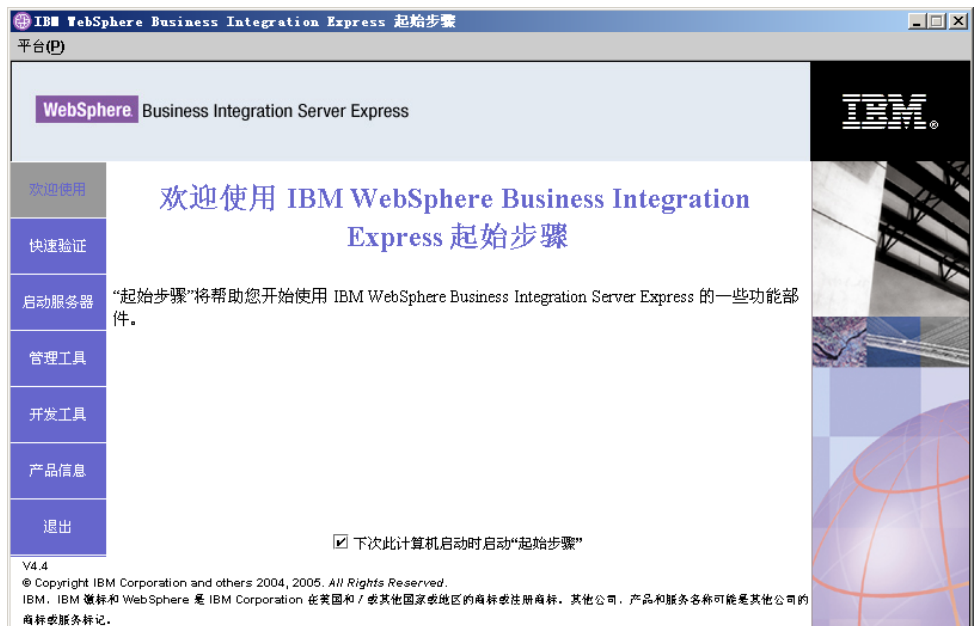 IBM WebSphere Business Integration Express 起始步骤
平台(P)
WebSphere. Business Integration Server Express
IBM®
欢迎使用
快速验证
启动服务器
管理工具
开发工具
产品信息
退出
欢迎使用 IBM WebSphere Business Integration
Express 起始步骤
“起始步骤”将帮助您开始使用 IBM WebSphere Business Integration Server Express 的一些功能部
件。
下次此计算机启动时启动“起始步骤”
V4.4
© Copyright IBM Corporation and others 2004, 2005. All Rights Reserved.
IBM、IBM 徽标和 WebSphere 是 IBM Corporation 在美国和 / 或其他国家或地区的商标或注册商标。其他公司、产品和服务名称可能是其他公司的
商标或服务标记。